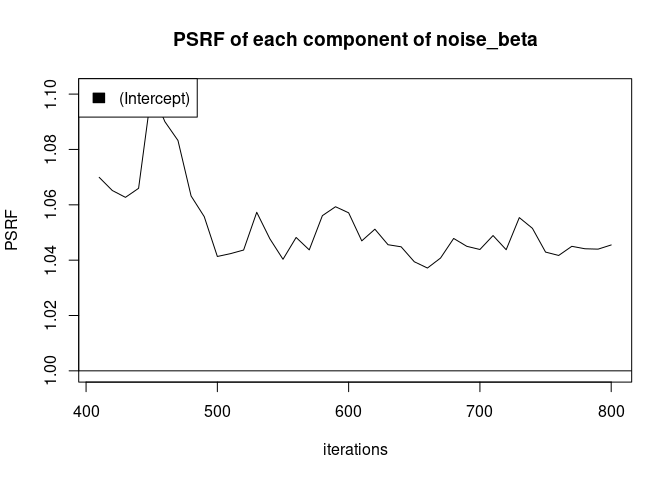 PSRF of each component of noise_beta
(Intercept)
PSRF
1.10
1.08
1.06
1.04
1.02
1.00
400 500 600 700 800
iterations